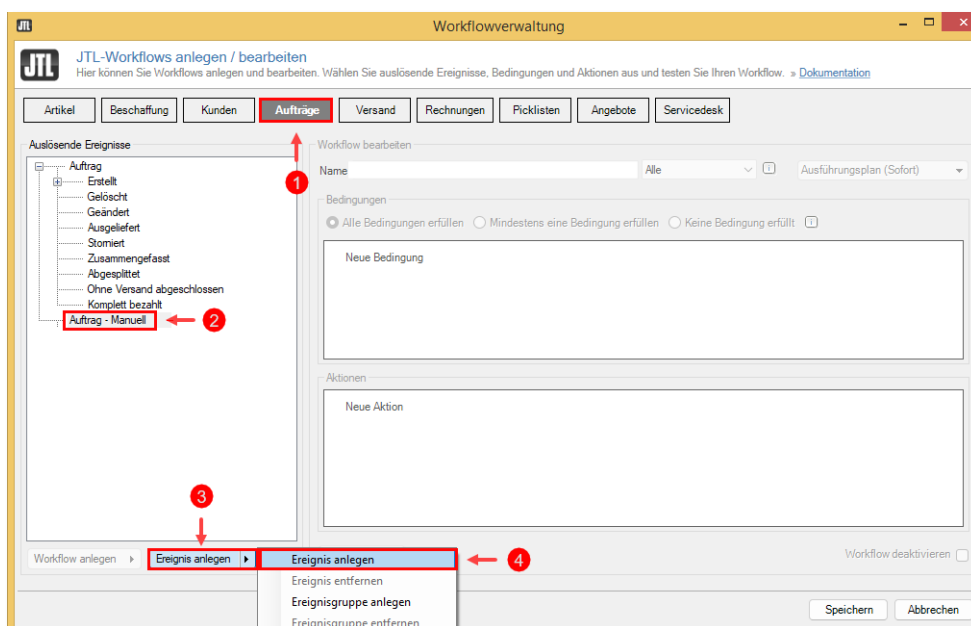 JTL
Workflowverwaltung
JTL
JTL-Workflows anlegen / bearbeiten
Hier können Sie Workflows anlegen und bearbeiten. Wählen Sie auslösende Ereignisse, Bedingungen und Aktionen aus und testen Sie Ihren Workflow. » Dokumentation
Artikel Beschaffung Kunden Aufträge Versand Rechnungen Picklisten Angebote Servicedesk
1
Auslösende Ereignisse
Auftrag
Erstellt
Gelöscht
Geändert
Ausgeliefert
Storniert
Zusammengefasst
Abgesplittet
Ohne Versand abgeschlossen
Komplett bezahlt
Auftrag - Manuell
2
Workflow bearbeiten
Name Alle Ausführungsplan (Sofort)
Bedingungen
Alle Bedingungen erfüllen Mindestens eine Bedingung erfüllen Keine Bedingung erfüllt
Neue Bedingung
Aktionen
Neue Aktion
3
Workflow anlegen Ereignis anlegen
Ereignis anlegen
4
Ereignis entfernen
Ereignisgruppe anlegen
Ereignisgruppe entfernen
Workflow deaktivieren
Speichern Abbrechen